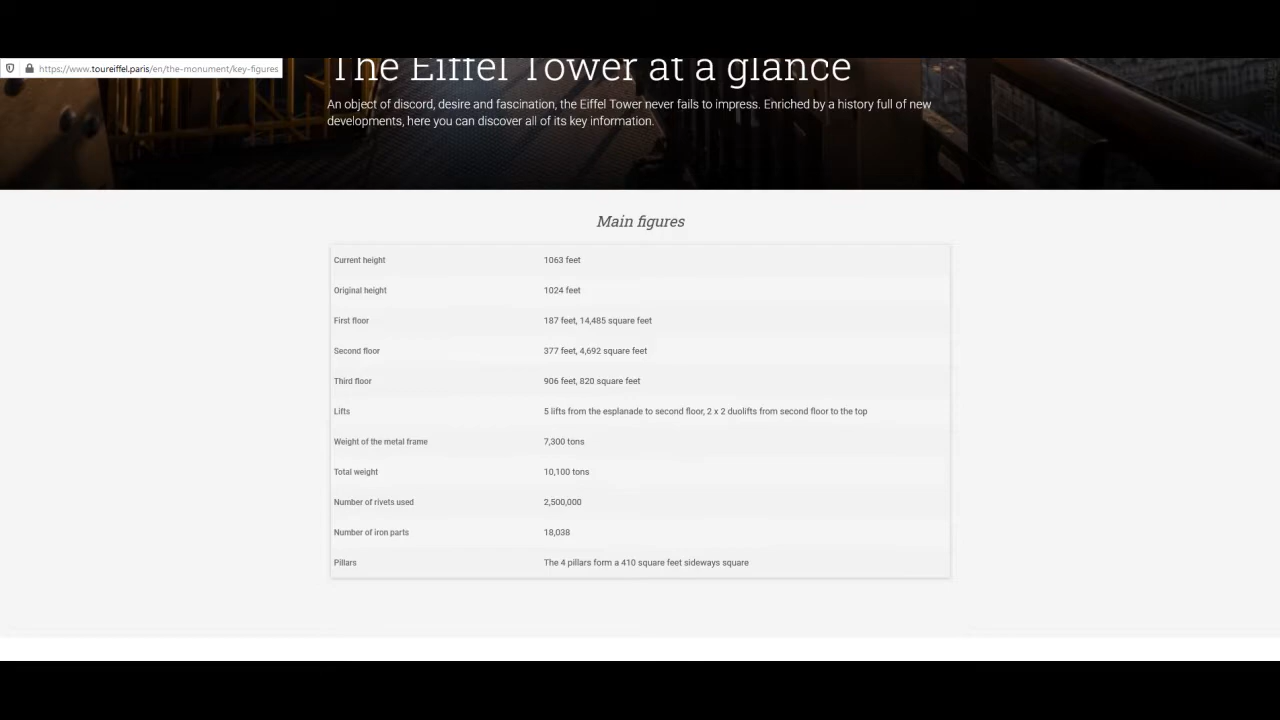 https://www.toureiffel.paris/en/the-monument/key-figures
The Eiffel Tower at a glance
An object of discord, desire and fascination, the Eiffel Tower never fails to impress. Enriched by a history full of new
developments, here you can discover all of its key information.
Main figures
Current height 1063 feet
Original height 1024 feet
First floor 187 feet, 14,485 square feet
Second floor 377 feet, 4,692 square feet
Third floor 906 feet, 820 square feet
Lifts 5 lifts from the esplanade to second floor, 2 x 2 duolifts from second floor to the top
Weight of the metal frame 7,300 tons
Total weight 10,100 tons
Number of rivets used 2,500,000
Number of iron parts 18,038
Pillars The 4 pillars form a 410 square feet sideways square